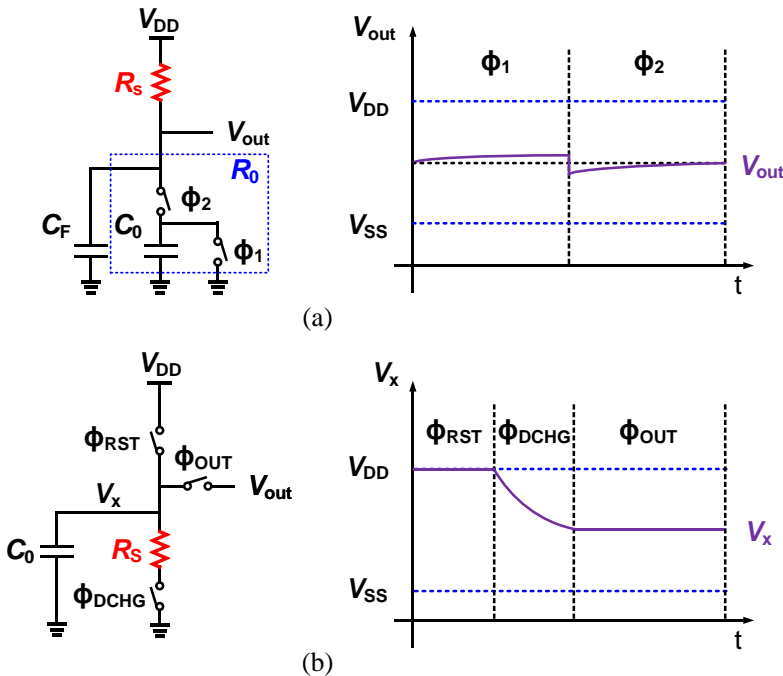 VDD
Rs
Vout
R0
Φ2
CF
C0
Φ1
Vout
Φ1
Φ2
VDD
Vout
VSS
t
(a)
VDD
ΦRST
ΦOUT
Vx
Vout
C0
RS
ΦDCHG
Vx
ΦRST
ΦDCHG
ΦOUT
VDD
Vx
VSS
t
(b)